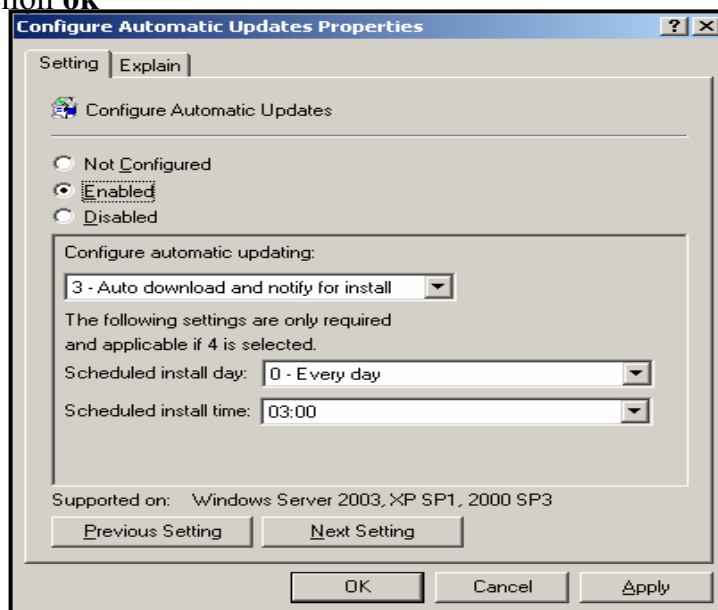 ok
Configure Automatic Updates Properties
Setting Explain
Configure Automatic Updates
Not Configured
Enabled
Disabled
Configure automatic updating:
3 - Auto download and notify for install
The following settings are only required
and applicable if 4 is selected.
Scheduled install day: 0 - Every day
Scheduled install time: 03:00
Supported on: Windows Server 2003, XP SP1, 2000 SP3
Previous Setting Next Setting
OK Cancel Apply